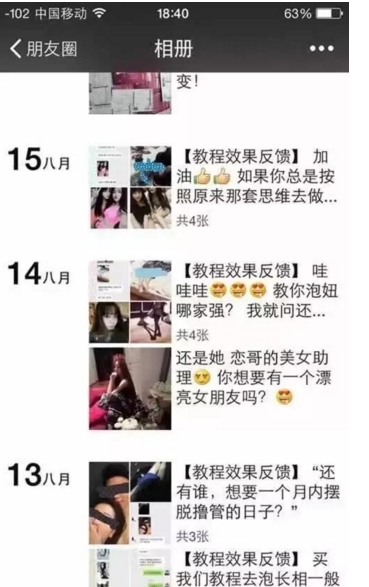 -102 中国移动 18:40 63%
朋友圈 相册 •••
变！
15八月
【教程效果反馈】 加
油👍👍 如果你总是按
照原来那套思维去做...
共4张
14八月
【教程效果反馈】 哇
哇哇哇😍😍😍 教你泡妞
哪家强？ 我就问还...
共4张
还是她 恋哥的美女助
理😏 你想要有一个漂
亮女朋友吗？ 😍
13八月
【教程效果反馈】 “还
有谁，想要一个月内摆
脱撸管的日子？”
共3张
【教程效果反馈】 买
我们教程去泡长相一般